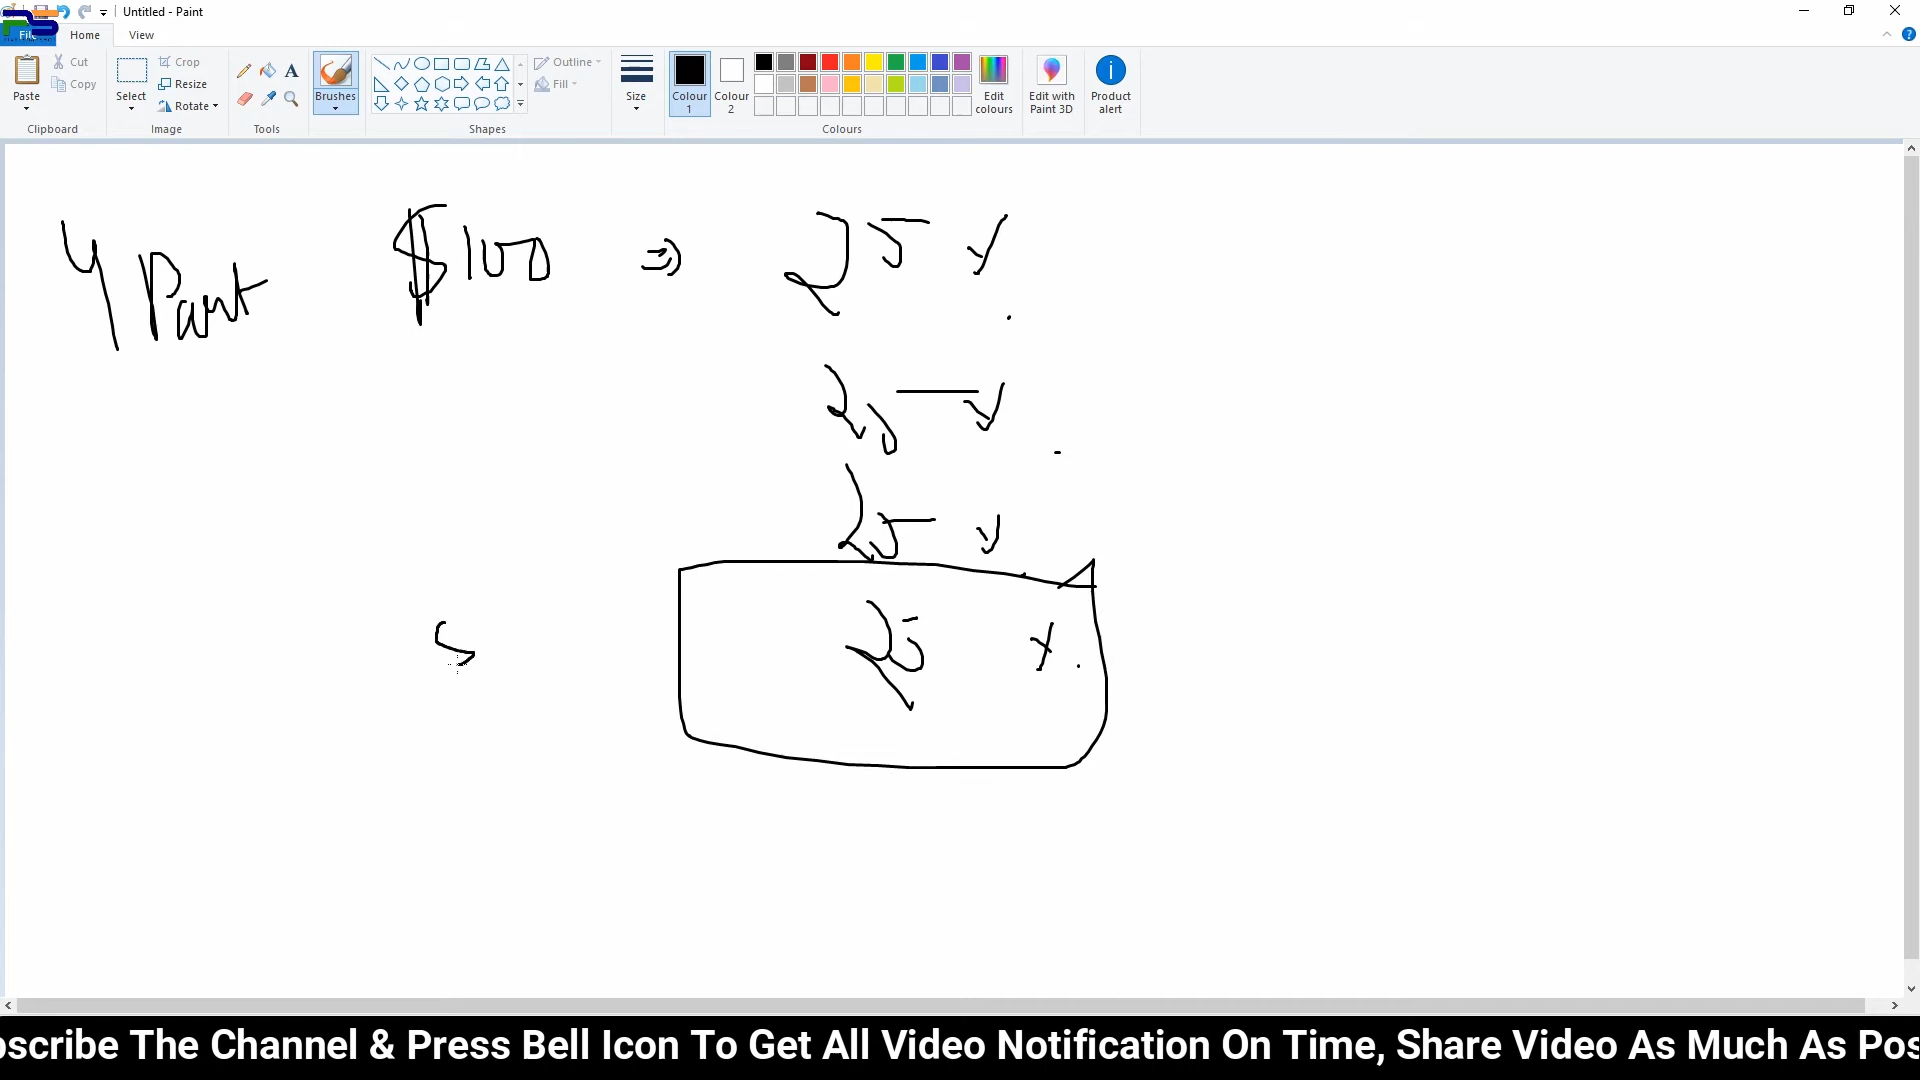 Untitled - Paint
File Home View
Paste
Cut
Copy
Clipboard
Select
Crop
Resize
Rotate
Image
Tools
Brushes
Shapes
Outline
Fill
Size
Colour 1
Colour 2
Edit colours
Colours
Edit with Paint 3D
Product alert
4 Part $100 ⇒ 25 ✓
25 ✓
25 ✓
25 x
S
bscribe The Channel & Press Bell Icon To Get All Video Notification On Time, Share Video As Much As Pos